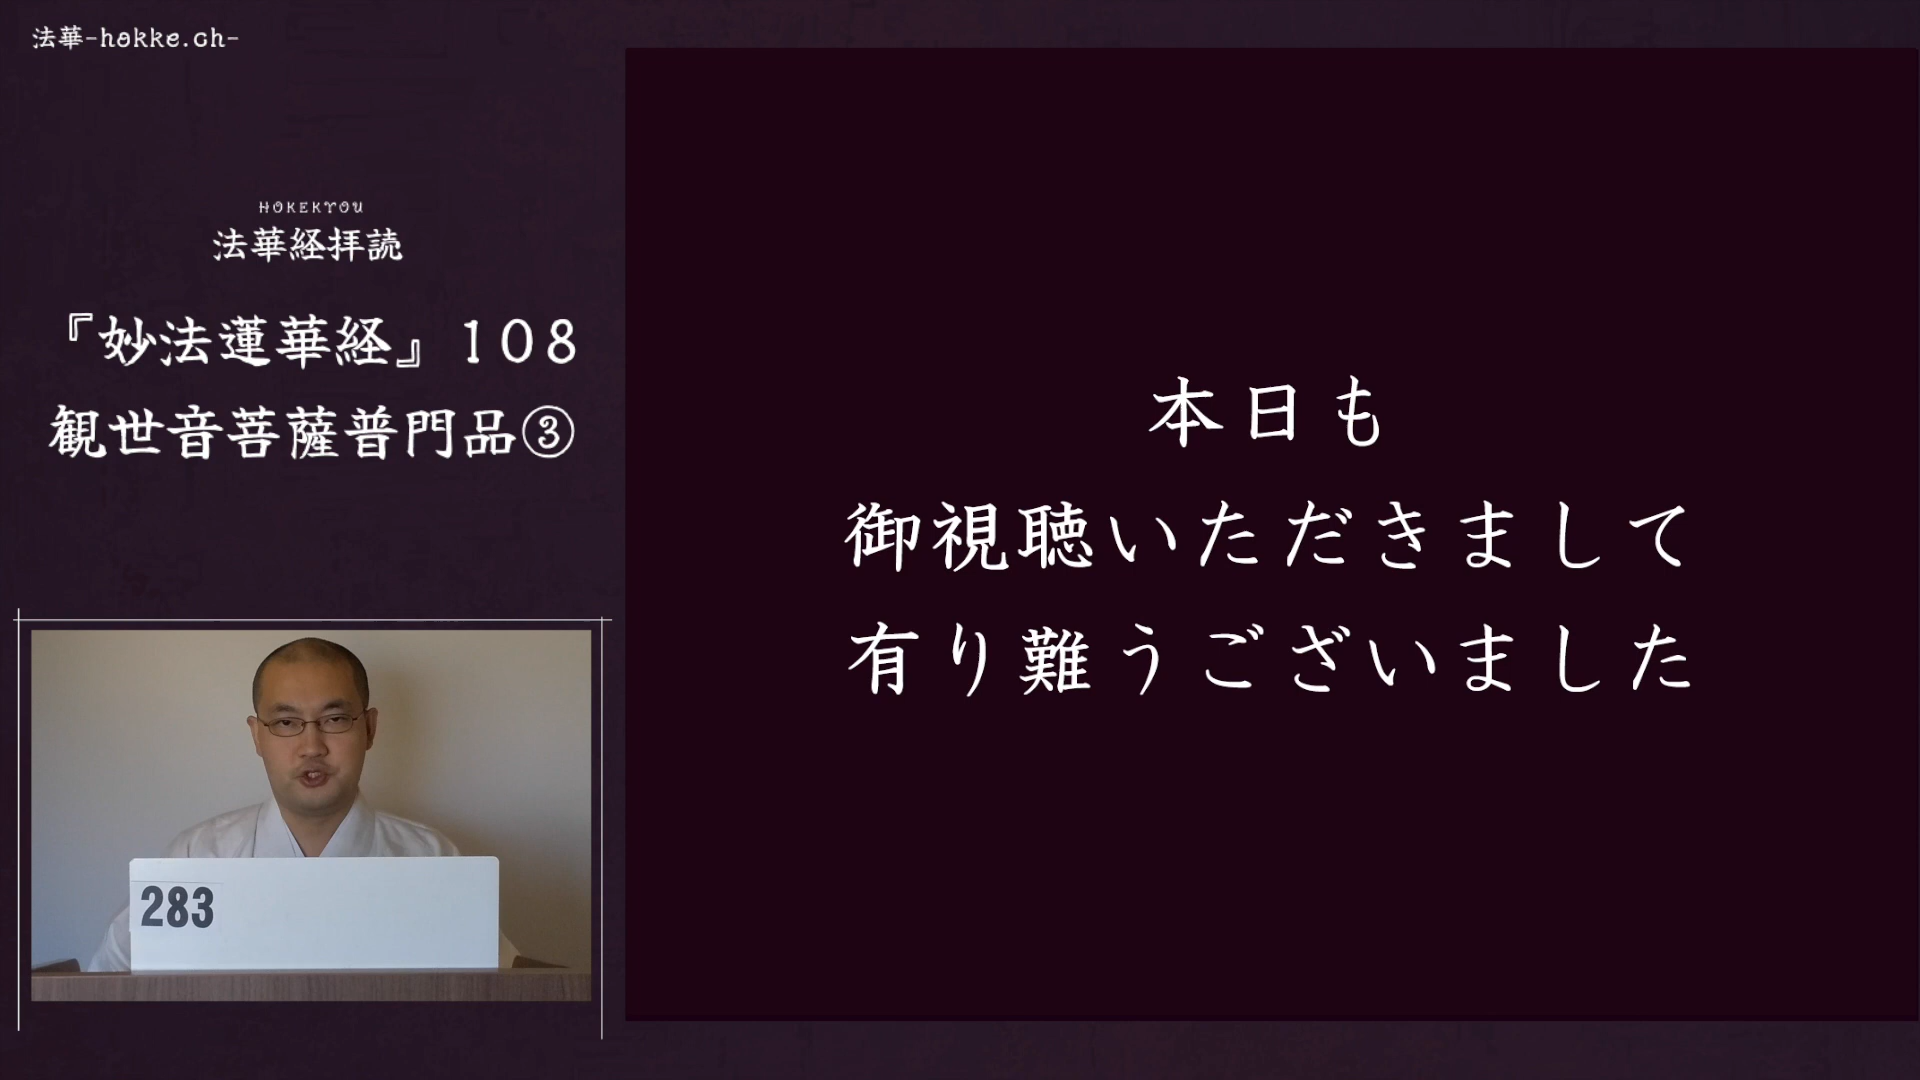 法華-hokke.ch-
HOKEKYOU
法華経拝読
『妙法蓮華経』108
観世音菩薩普門品③
283
本日も
御視聴いただきまして
有り難うございました